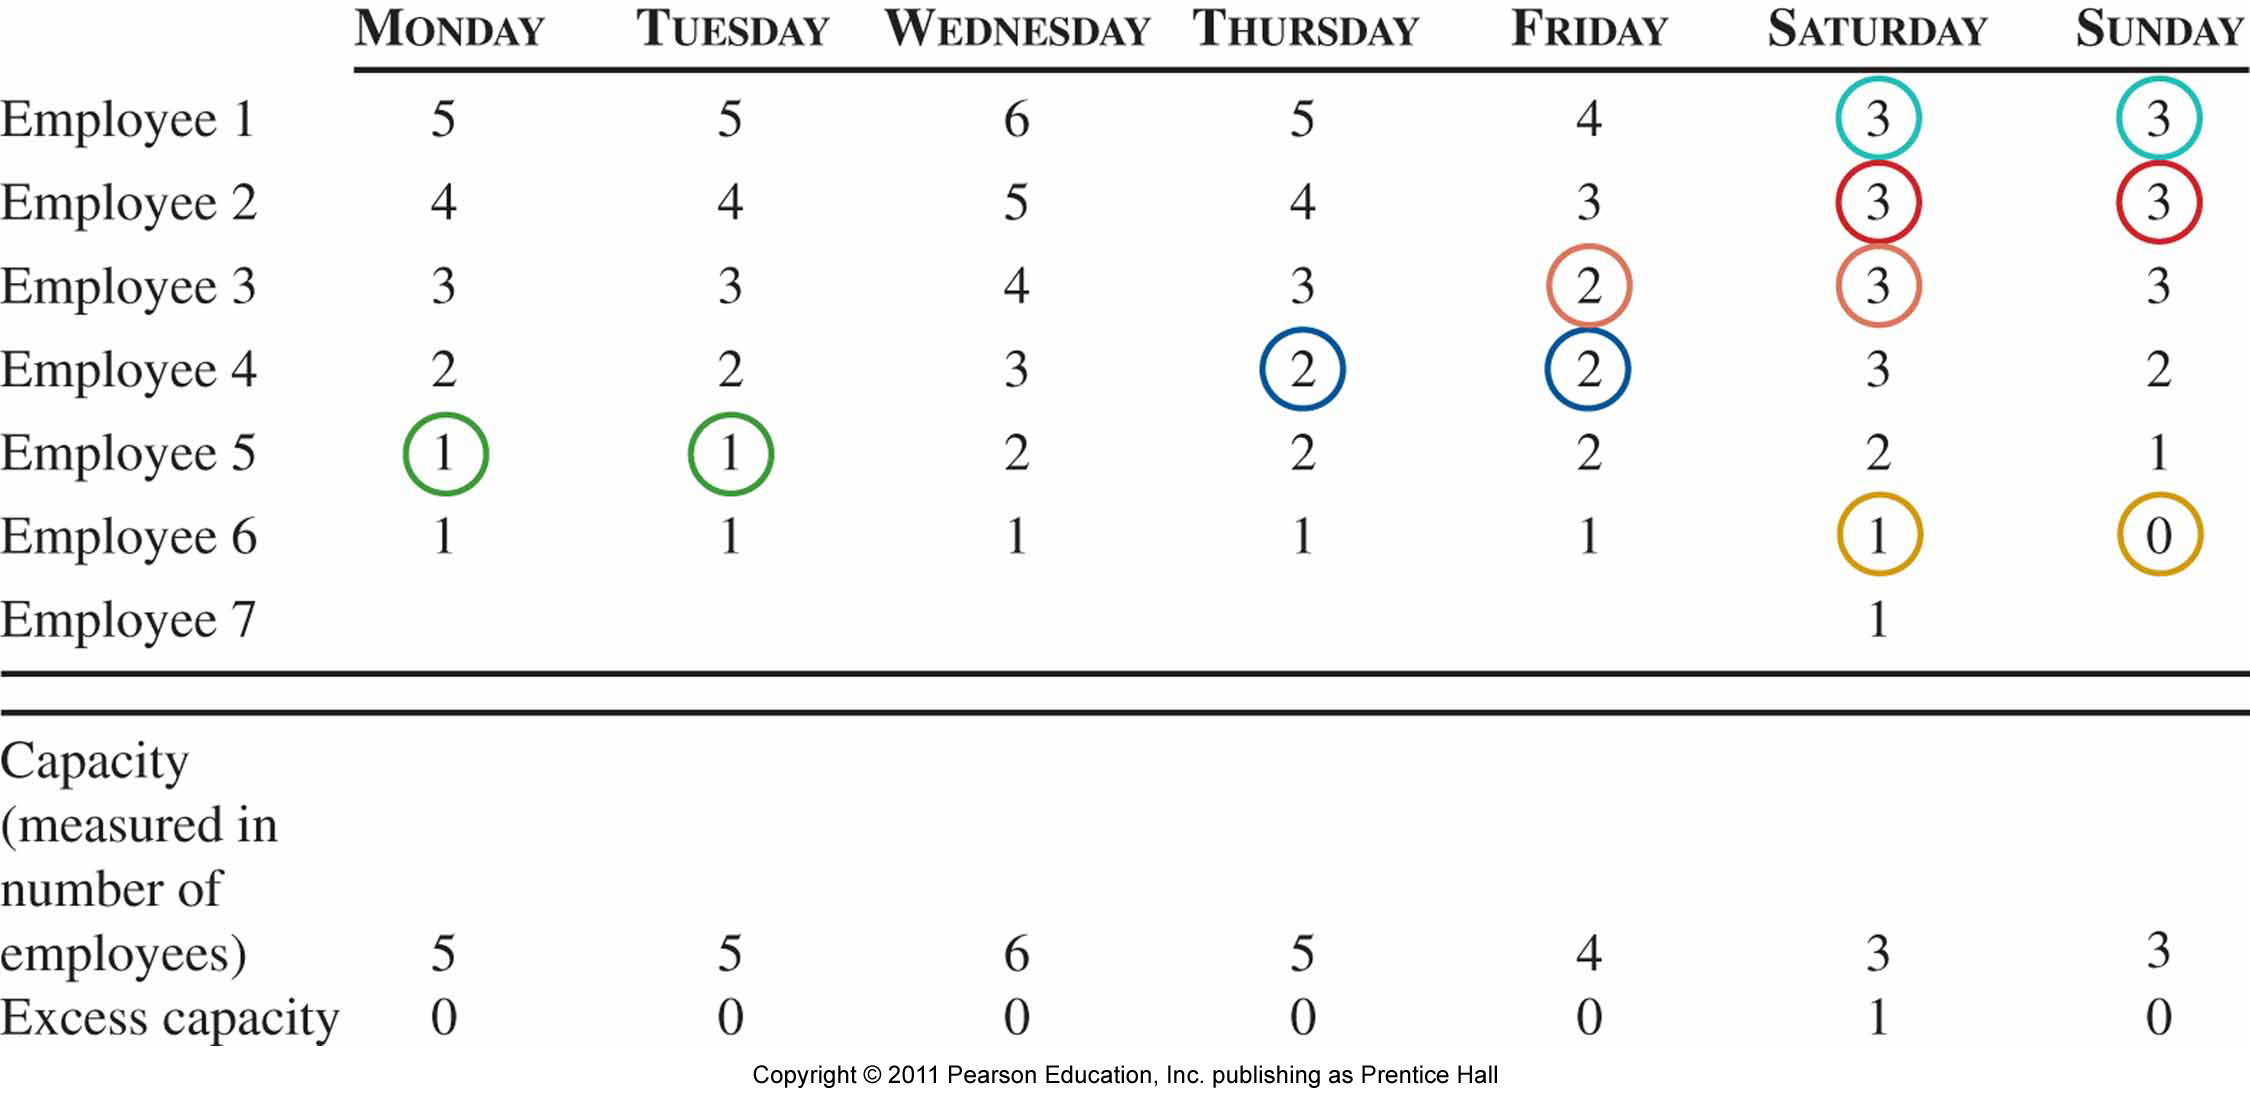 MONDAY TUESDAY WEDNESDAY THURSDAY FRIDAY SATURDAY SUNDAY
Employee 1 5 5 6 5 4 3 3
Employee 2 4 4 5 4 3 3 3
Employee 3 3 3 4 3 2 3 3
Employee 4 2 2 3 2 2 3 2
Employee 5 1 1 2 2 2 2 1
Employee 6 1 1 1 1 1 1 0
Employee 7 1
Capacity
(measured in
number of
employees) 5 5 6 5 4 3 3
Excess capacity 0 0 0 0 0 1 0
Copyright © 2011 Pearson Education, Inc. publishing as Prentice Hall